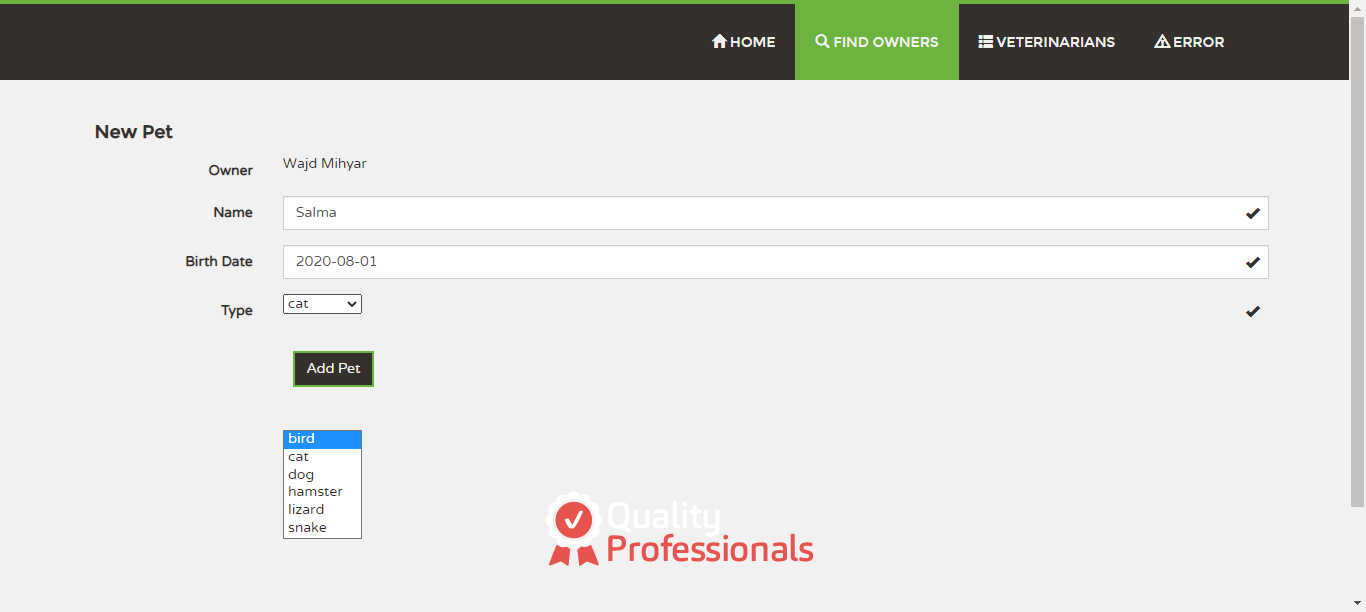 HOME FIND OWNERS VETERINARIANS ERROR
New Pet
Owner Wajd Mihyar
Name Salma
Birth Date 2020-08-01
Type cat
Add Pet
bird
cat
dog
hamster
lizard
snake
Quality
Professionals